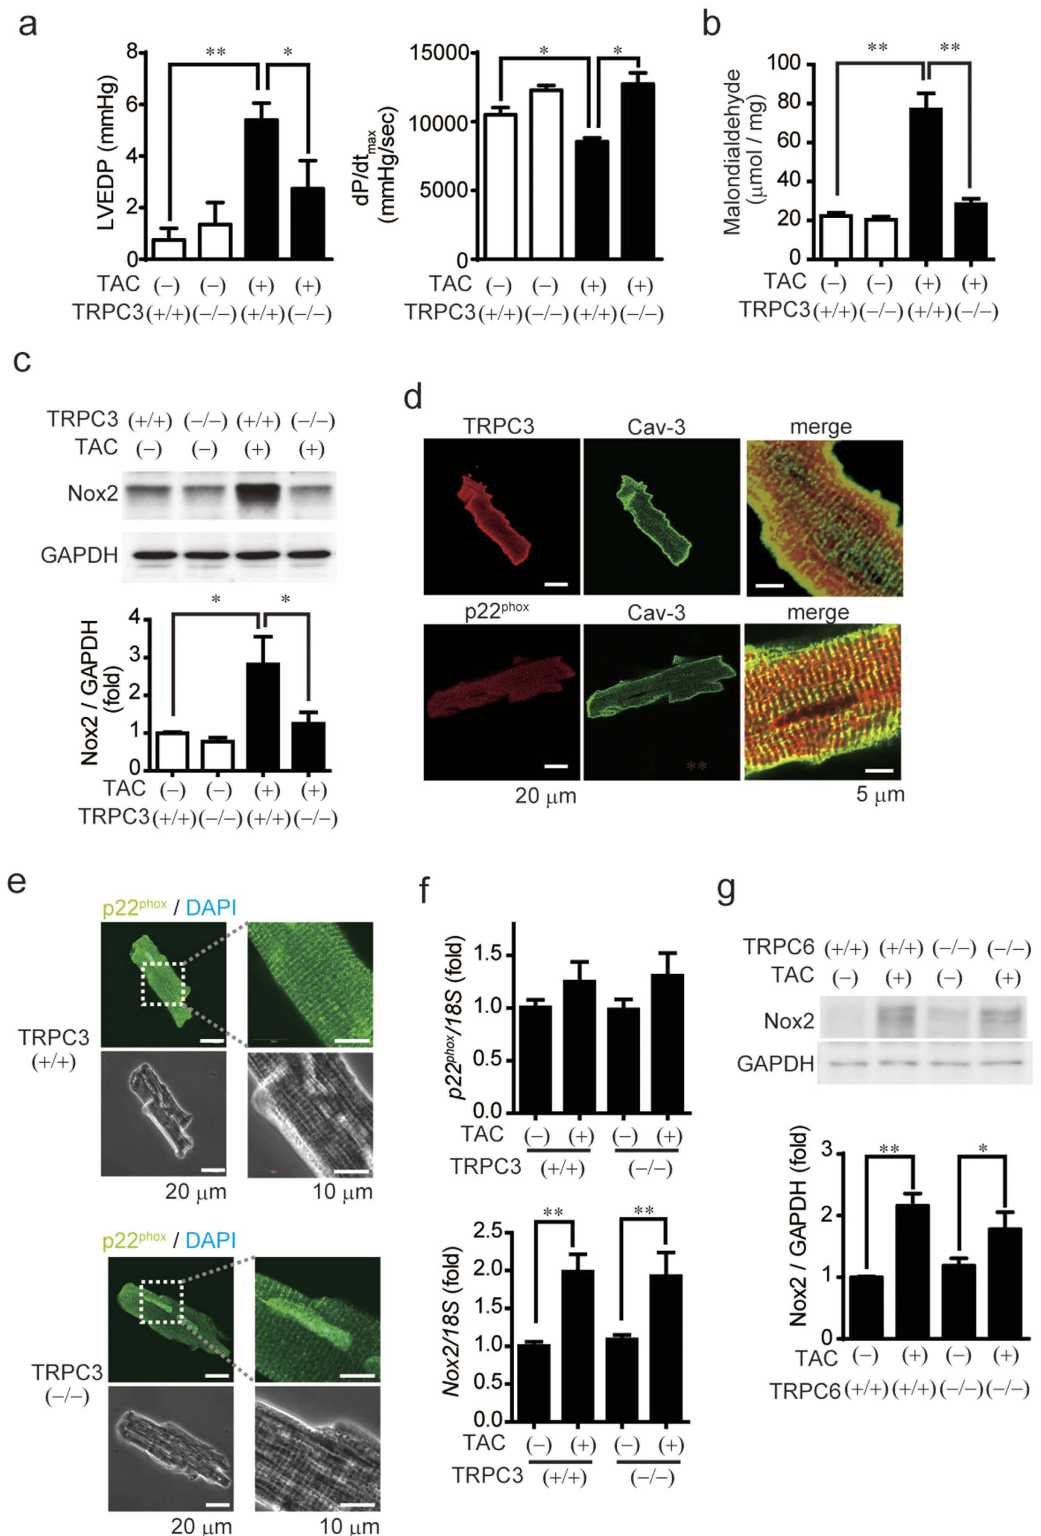 a
LVEDP (mmHg)
8
6
4
2
0
** *
TAC (–) (–) (+) (+)
TRPC3 (+/+) (–/–) (+/+) (–/–)
dP/dtmax
(mmHg/sec)
15000
10000
5000
0
* *
(–) (–) (+) (+)
(+/+) (–/–) (+/+) (–/–)
b
Malondialdehyde
(μmol / mg)
100
80
60
40
20
0
** **
TAC (–) (–) (+) (+)
TRPC3 (+/+) (–/–) (+/+) (–/–)
c
TRPC3 (+/+) (–/–) (+/+) (–/–)
TAC (–) (–) (+) (+)
Nox2
GAPDH
Nox2 / GAPDH
(fold)
4
3
2
1
0
* *
TAC (–) (–) (+) (+)
TRPC3 (+/+) (–/–) (+/+) (–/–)
d
TRPC3 Cav-3 merge
p22phox Cav-3 merge
**
20 μm 5 μm
e
p22phox / DAPI
TRPC3
(+/+)
20 μm 10 μm
p22phox / DAPI
TRPC3
(–/–)
20 μm 10 μm
f
p22phox/18S (fold)
1.5
1.0
0.5
0.0
TAC (–) (+) (–) (+)
TRPC3 (+/+) (–/–)
Nox2/18S (fold)
2.5
2.0
1.5
1.0
0.5
0.0
** **
TAC (–) (+) (–) (+)
TRPC3 (+/+) (–/–)
g
TRPC6 (+/+) (+/+) (–/–) (–/–)
TAC (–) (+) (–) (+)
Nox2
GAPDH
Nox2 / GAPDH (fold)
3
2
1
0
** *
TAC (–) (+) (–) (+)
TRPC6 (+/+) (+/+) (–/–) (–/–)